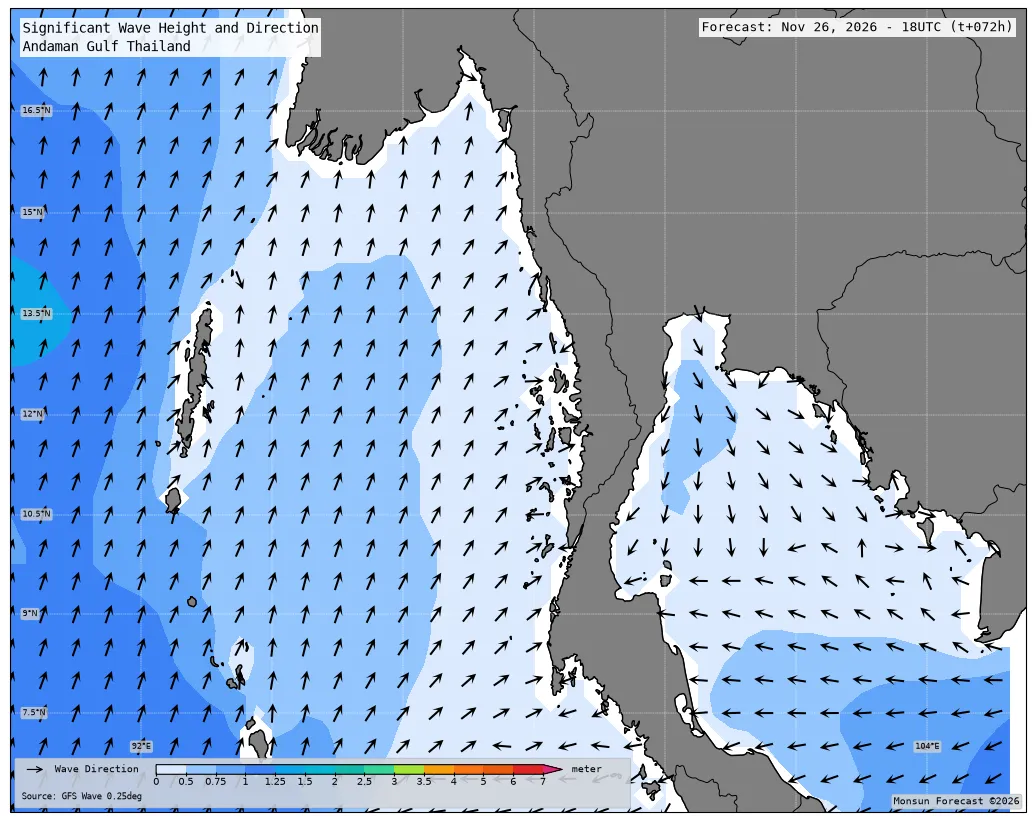 Significant Wave Height and Direction
Andaman Gulf Thailand
Forecast: Nov 26, 2026 - 18UTC (t+072h)
16.5°N
15°N
13.5°N
12°N
10.5°N
9°N
7.5°N
92°E
104°E
Wave Direction
0.5 0.75 1 1.25 1.5 2 2.5 3 3.5 4 5 6 7
meter
Source: GFS Wave 0.25deg
Monsun Forecast ©2026